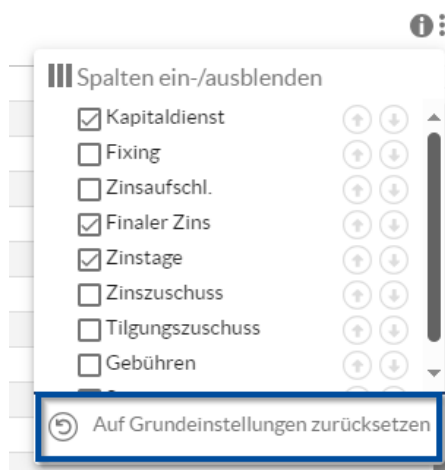 Spalten ein-/ausblenden
Kapitaldienst
Fixing
Zinsaufschl.
Finaler Zins
Zinstage
Zinszuschuss
Tilgungszuschuss
Gebühren
Auf Grundeinstellungen zurücksetzen